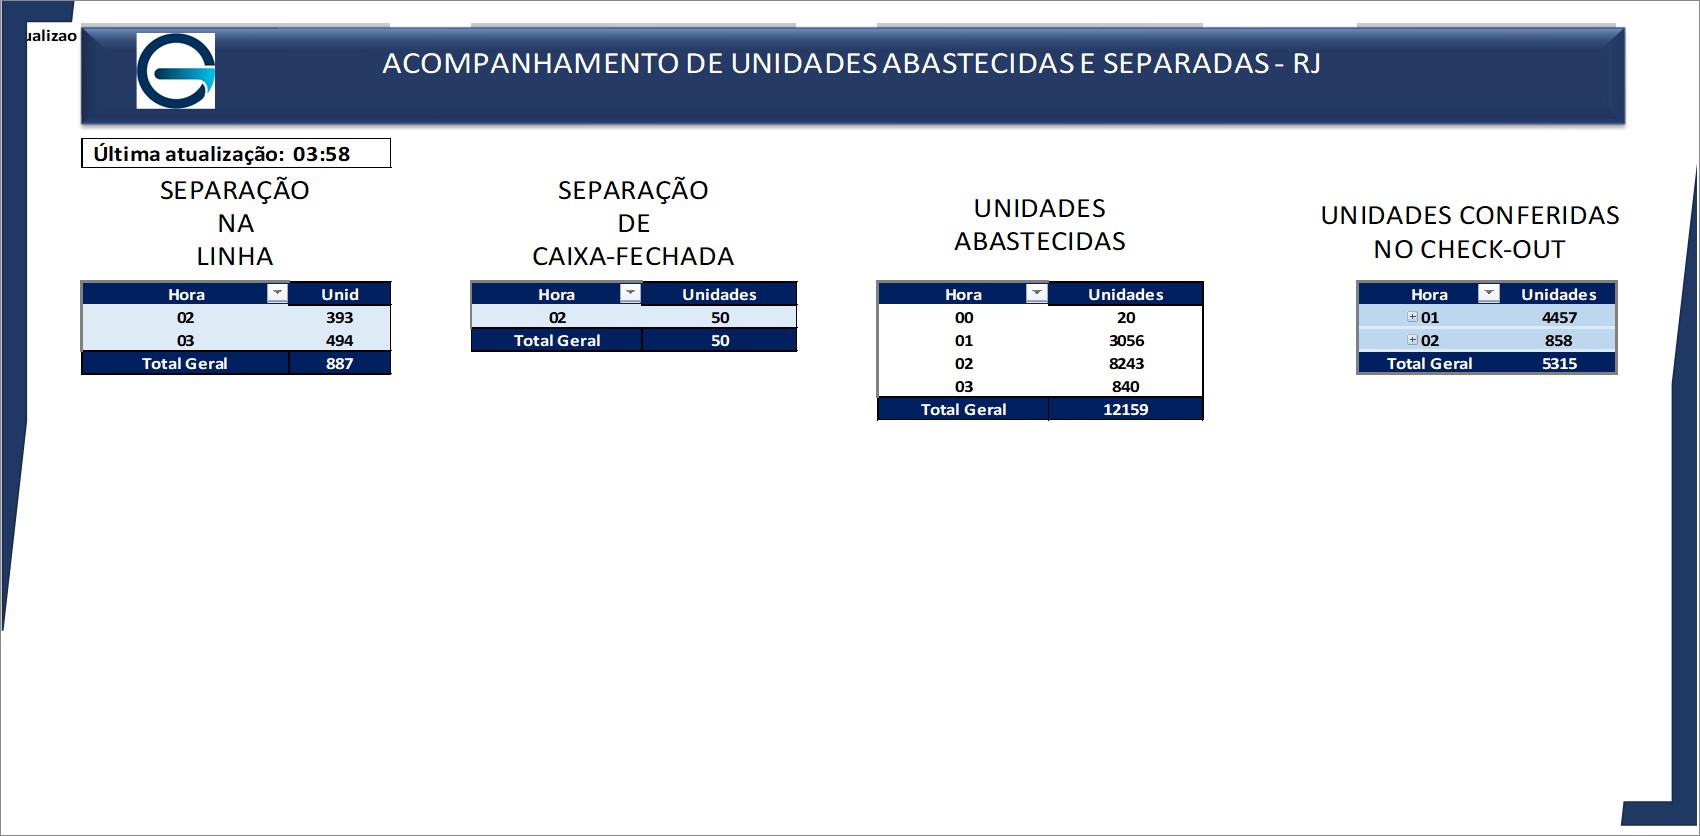 ualizao
ACOMPANHAMENTO DE UNIDADES ABASTECIDAS E SEPARADAS - RJ
Última atualização: 03:58
SEPARAÇÃO
NA
LINHA
Hora Unid
02 393
03 494
Total Geral 887
SEPARAÇÃO
DE
CAIXA-FECHADA
Hora Unidades
02 50
Total Geral 50
UNIDADES
ABASTECIDAS
Hora Unidades
00 20
01 3056
02 8243
03 840
Total Geral 12159
UNIDADES CONFERIDAS
NO CHECK-OUT
Hora Unidades
01 4457
02 858
Total Geral 5315